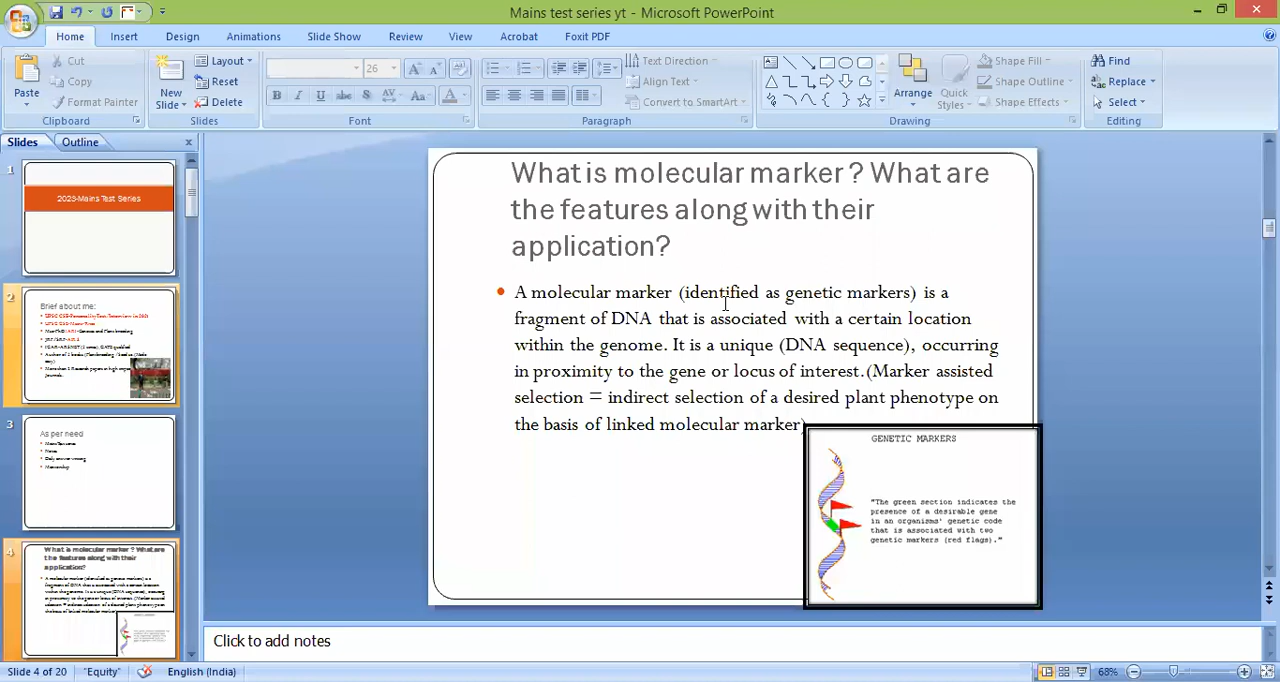 Mains test series yt - Microsoft PowerPoint
Home Insert Design Animations Slide Show Review View Acrobat Foxit PDF
Paste
Cut
Copy
Format Painter
Clipboard
New Slide
Layout
Reset
Delete
Slides
26
B I U abc S AV Aa A
Font
Text Direction
Align Text
Convert to SmartArt
Paragraph
Arrange
Quick Styles
Shape Fill
Shape Outline
Shape Effects
Drawing
Find
Replace
Select
Editing
Slides Outline
1
2023-Mains Test Series
2
Brief about me:
3
As per need
4
What is molecular marker ? What are
the features along with their
application?
What is molecular marker ? What are
the features along with their
application?
A molecular marker (identified as genetic markers) is a
fragment of DNA that is associated with a certain location
within the genome. It is a unique (DNA sequence), occurring
in proximity to the gene or locus of interest.(Marker assisted
selection = indirect selection of a desired plant phenotype on
the basis of linked molecular marker)
GENETIC MARKERS
"The green section indicates the
presence of a desirable gene
in an organisms' genetic code
that is associated with two
genetic markers (red flags)."
Click to add notes
Slide 4 of 20 "Equity" English (India) 68%